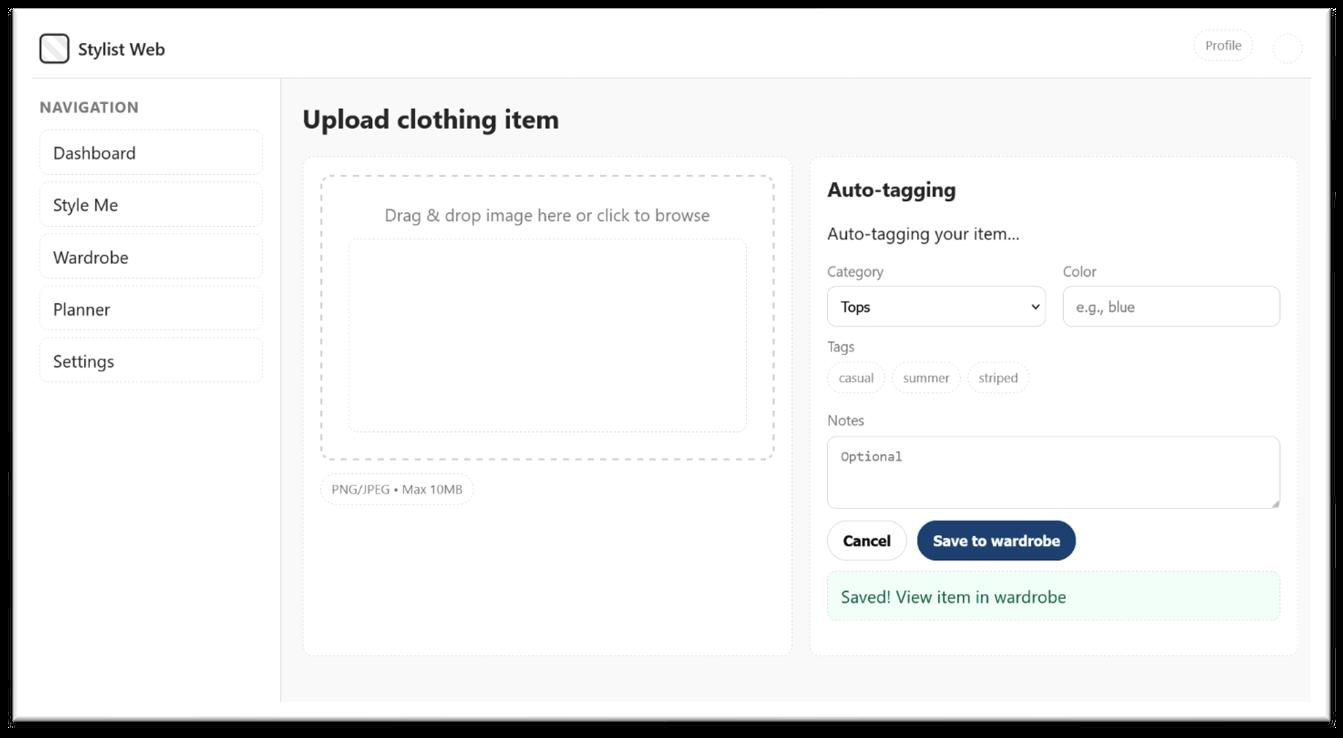 Stylist Web
Profile
NAVIGATION
Dashboard
Style Me
Wardrobe
Planner
Settings
Upload clothing item
Drag & drop image here or click to browse
PNG/JPEG • Max 10MB
Auto-tagging
Auto-tagging your item...
Category
Color
Tops
e.g., blue
Tags
casual
summer
striped
Notes
Optional
Cancel
Save to wardrobe
Saved! View item in wardrobe